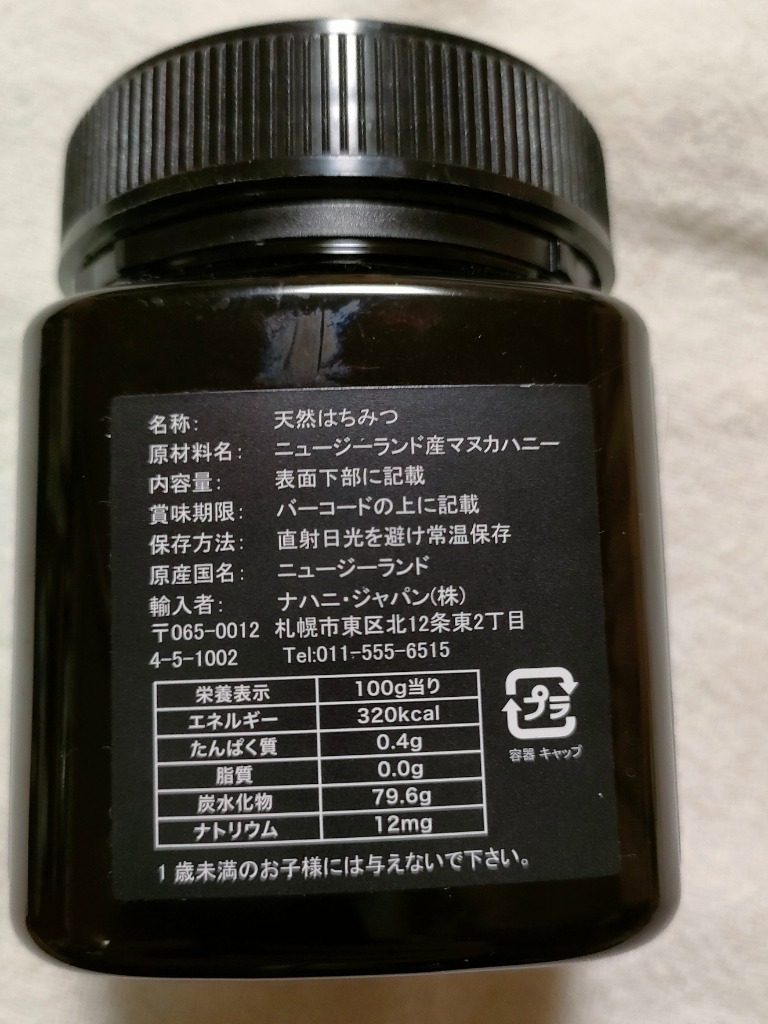 名称: 天然はちみつ
原材料名: ニュージーランド産マヌカハニー
内容量: 表面下部に記載
賞味期限: バーコードの上に記載
保存方法: 直射日光を避け常温保存
原産国名: ニュージーランド
輸入者: ナハニ・ジャパン(株)
〒065-0012 札幌市東区北12条東2丁目
4-5-1002 Tel:011-555-6515
栄養表示 100g当り
エネルギー 320kcal
たんぱく質 0.4g
脂質 0.0g
炭水化物 79.6g
ナトリウム 12mg
プラ
容器 キャップ
1歳未満のお子様には与えないで下さい。